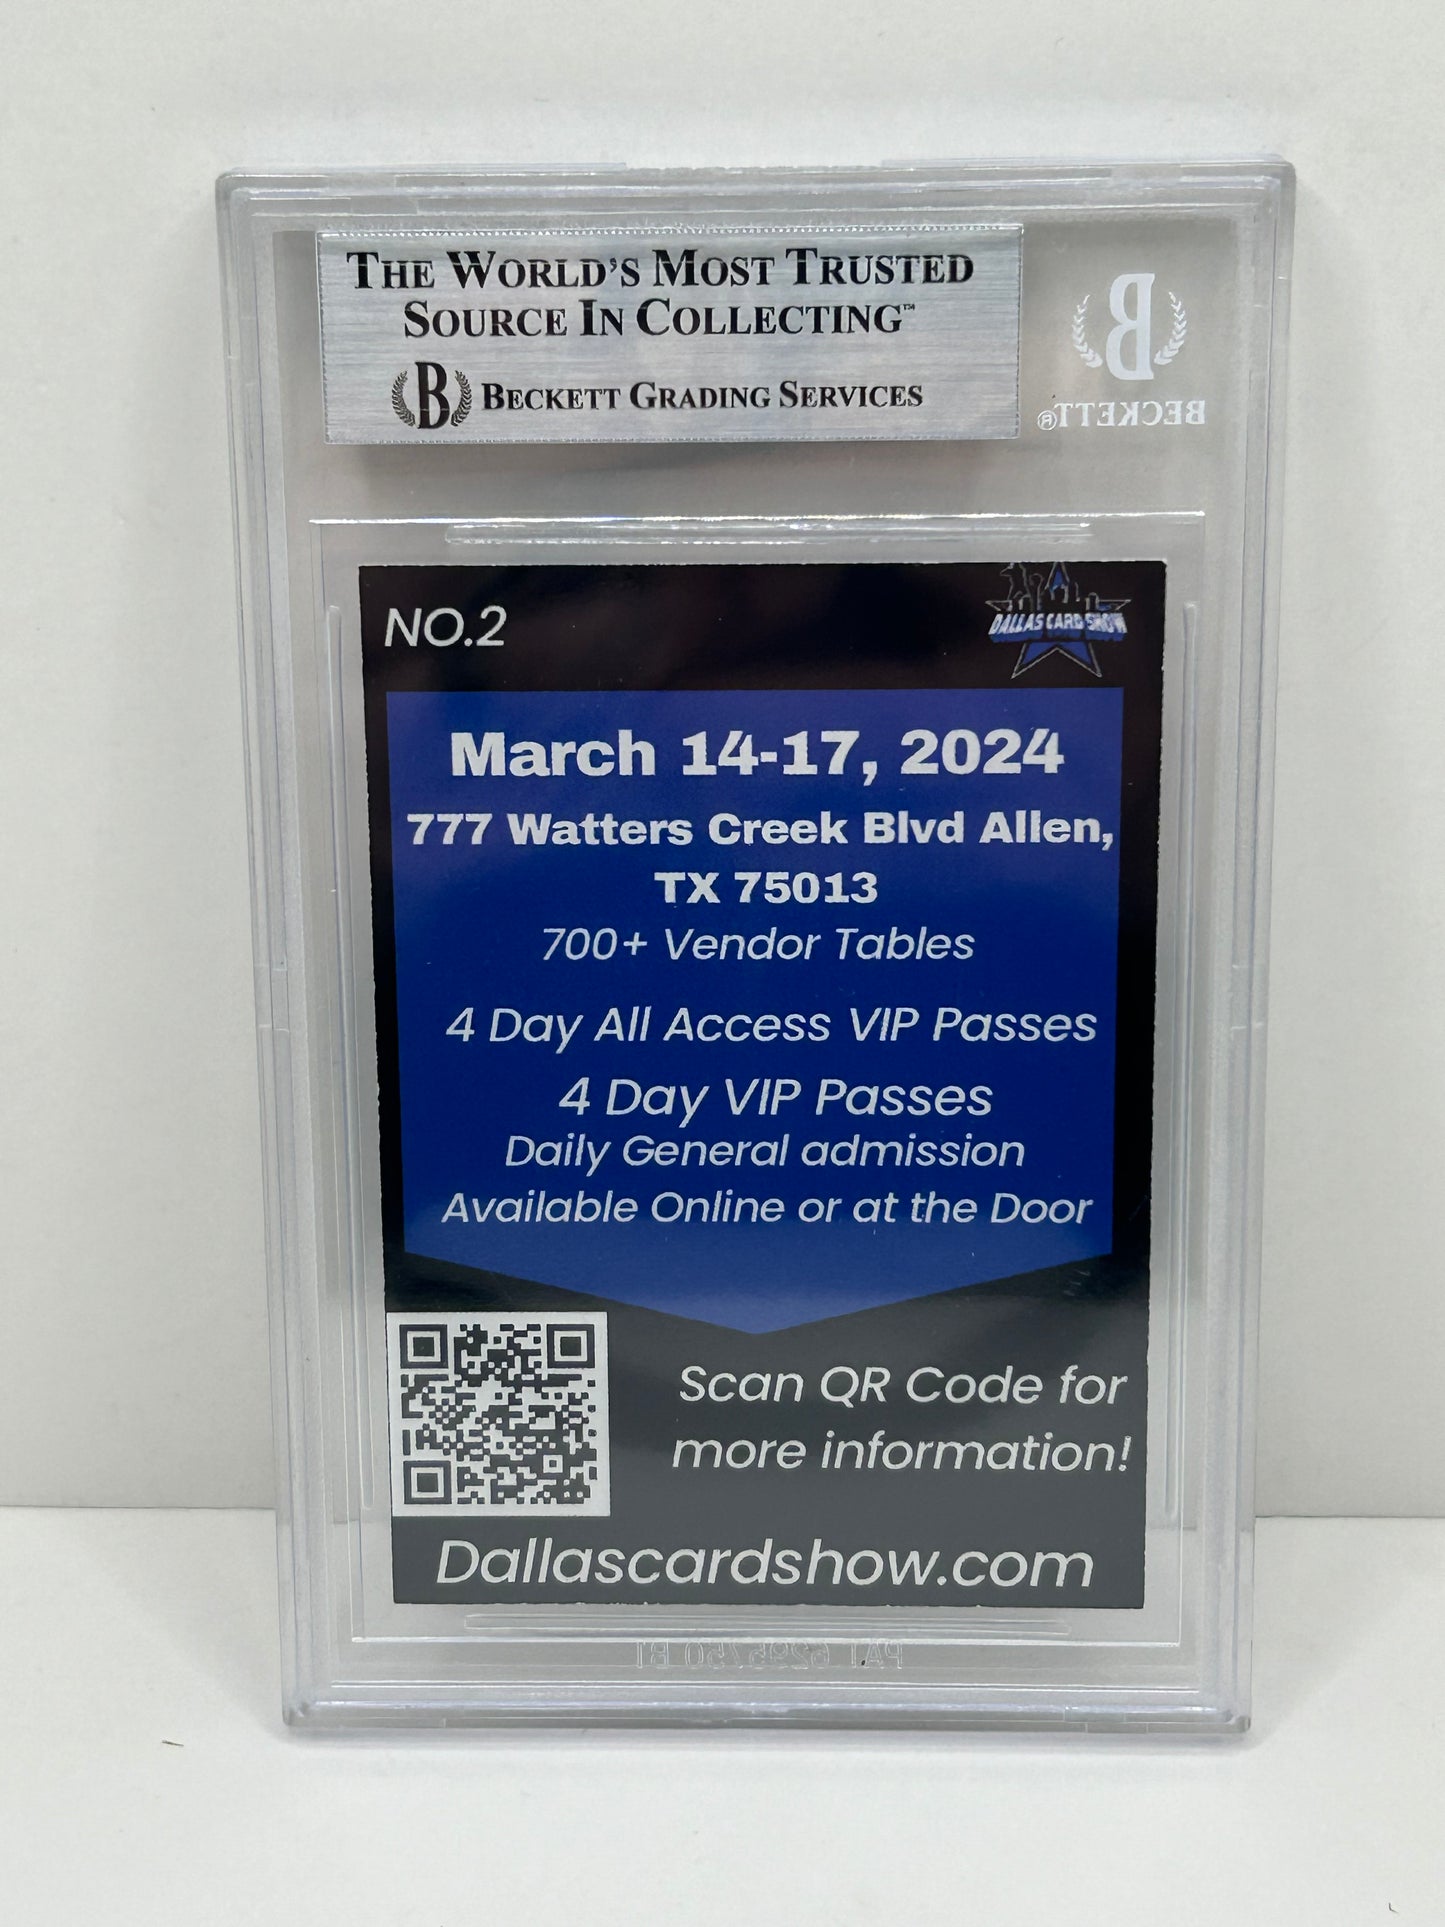 THE WORLD'S MOST TRUSTED
SOURCE IN COLLECTING™
B BECKETT GRADING SERVICES
B
BECKETT®
NO.2
DALLAS CARD SHOW
March 14-17, 2024
777 Watters Creek Blvd Allen,
TX 75013
700+ Vendor Tables
4 Day All Access VIP Passes
4 Day VIP Passes
Daily General admission
Available Online or at the Door
Scan QR Code for
more information!
Dallascardshow.com